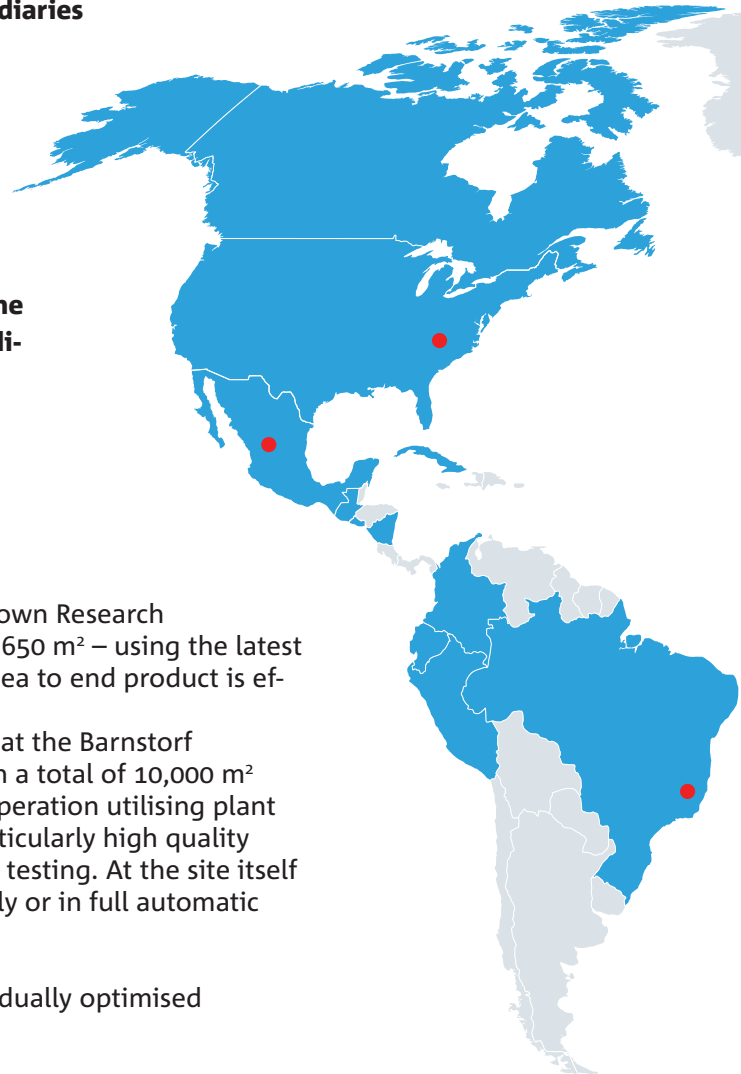 diaries
ne
di-
own Research
650 m² – using the latest
ea to end product is ef-
at the Barnstorf
n a total of 10,000 m²
peration utilising plant
ticularly high quality
testing. At the site itself
ly or in full automatic
dually optimised